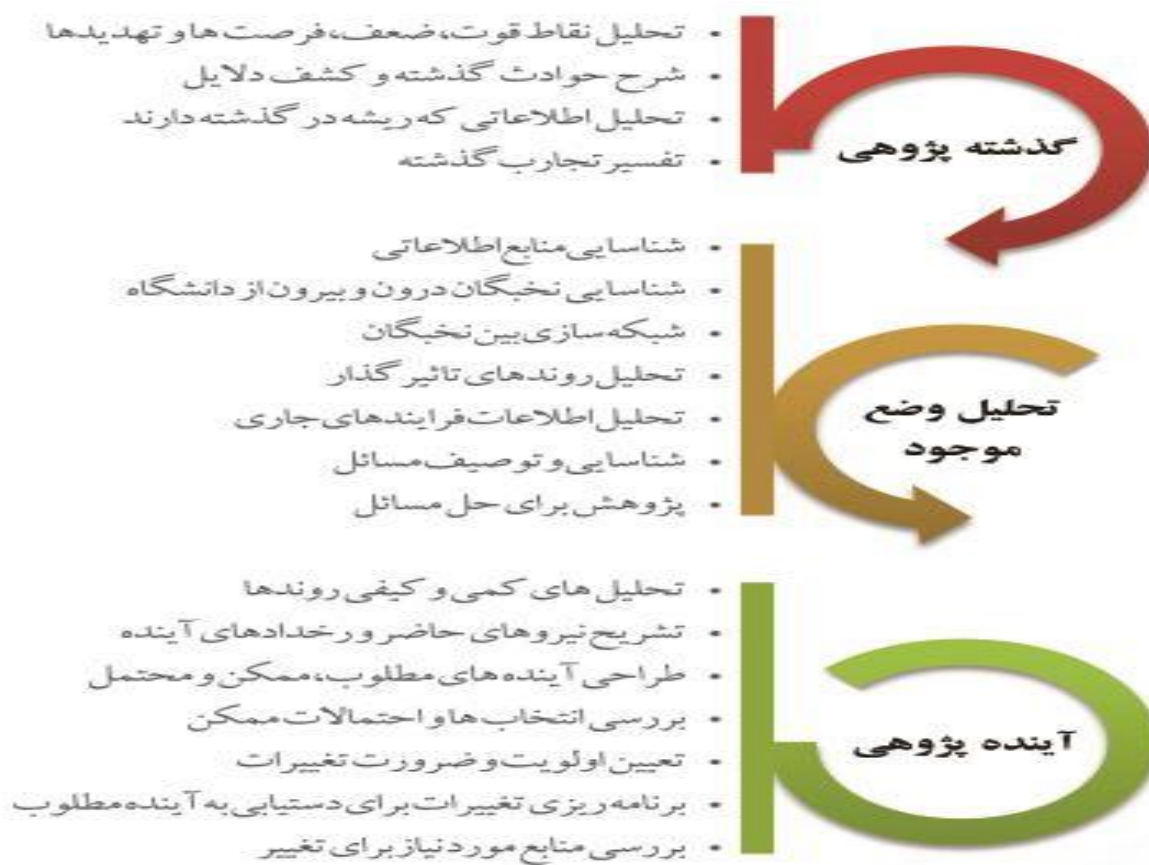 گذشته پژوهی
• تحلیل نقاط قوت، ضعف، فرصت ها و تهدیدها
• شرح حوادث گذشته و کشف دلایل
• تحلیل اطلاعاتی که ریشه در گذشته دارند
• تفسیر تجارب گذشته
تحلیل وضع
موجود
• شناسایی منابع اطلاعاتی
• شناسایی نخبگان درون و بیرون از دانشگاه
• شبکه سازی بین نخبگان
• تحلیل روندهای تاثیر گذار
• تحلیل اطلاعات فرایندهای جاری
• شناسایی و توصیف مسائل
• پژوهش برای حل مسائل
آینده پژوهی
• تحلیل های کمی و کیفی روندها
• تشریح نیروهای حاضر و رخدادهای آینده
• طراحی آینده های مطلوب، ممکن و محتمل
• بررسی انتخاب ها و احتمالات ممکن
• تعیین اولویت و ضرورت تغییرات
• برنامه ریزی تغییرات برای دستیابی به آینده مطلوب
• بررسی منابع مورد نیاز برای تغییر